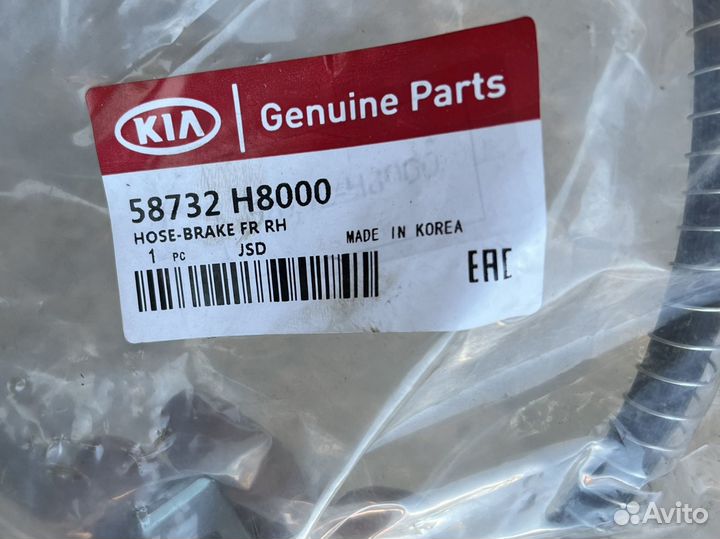 KIA
Genuine Parts
58732 H8000
HOSE-BRAKE FR RH
1 PC JSD MADE IN KOREA
EAC
Avito